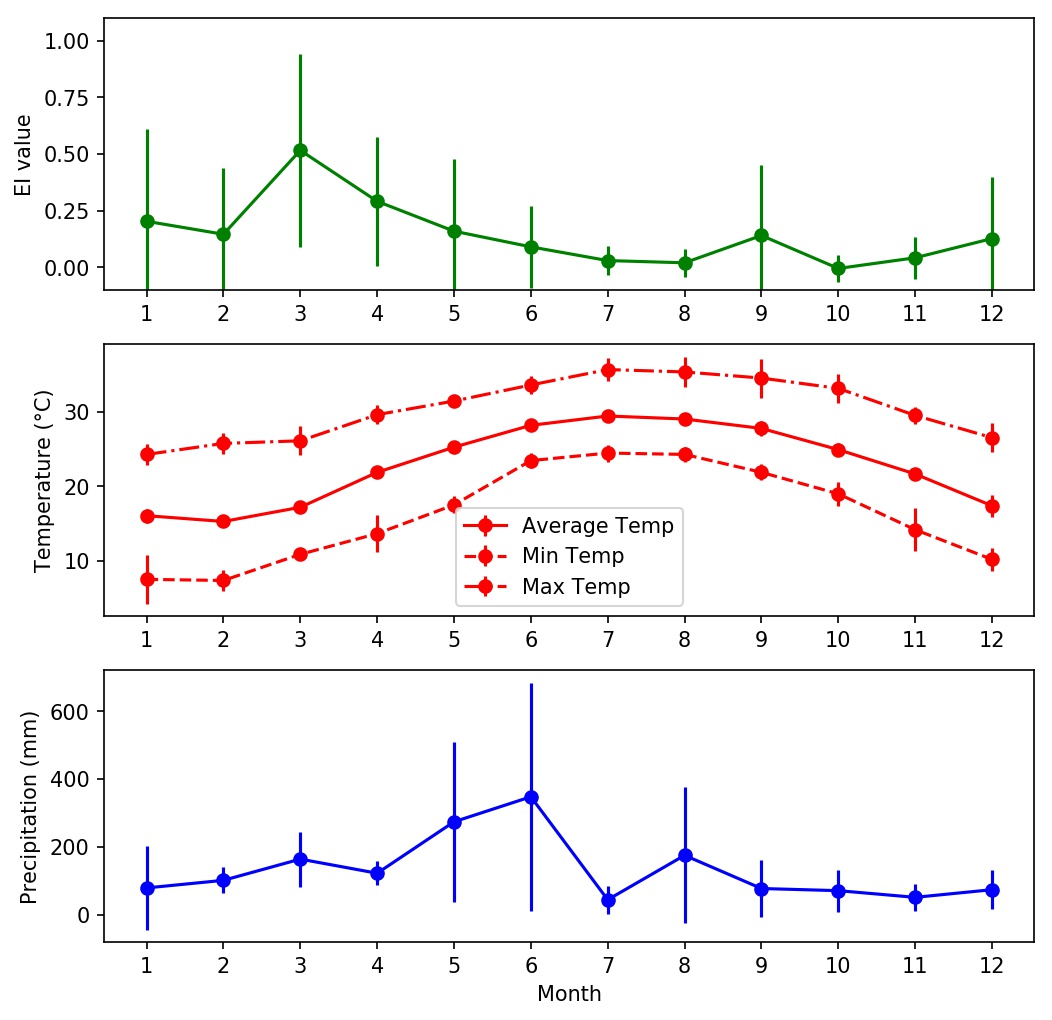 EI value
1.00
0.75
0.50
0.25
0.00
1 2 3 4 5 6 7 8 9 10 11 12
Temperature (°C)
30
20
10
Average Temp
Min Temp
Max Temp
1 2 3 4 5 6 7 8 9 10 11 12
Precipitation (mm)
600
400
200
0
1 2 3 4 5 6 7 8 9 10 11 12
Month